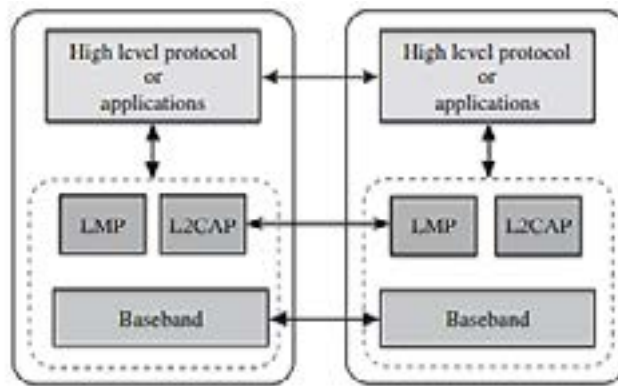 High level protocol
or
applications
High level protocol
or
applications
LMP
L2CAP
LMP
L2CAP
Baseband
Baseband